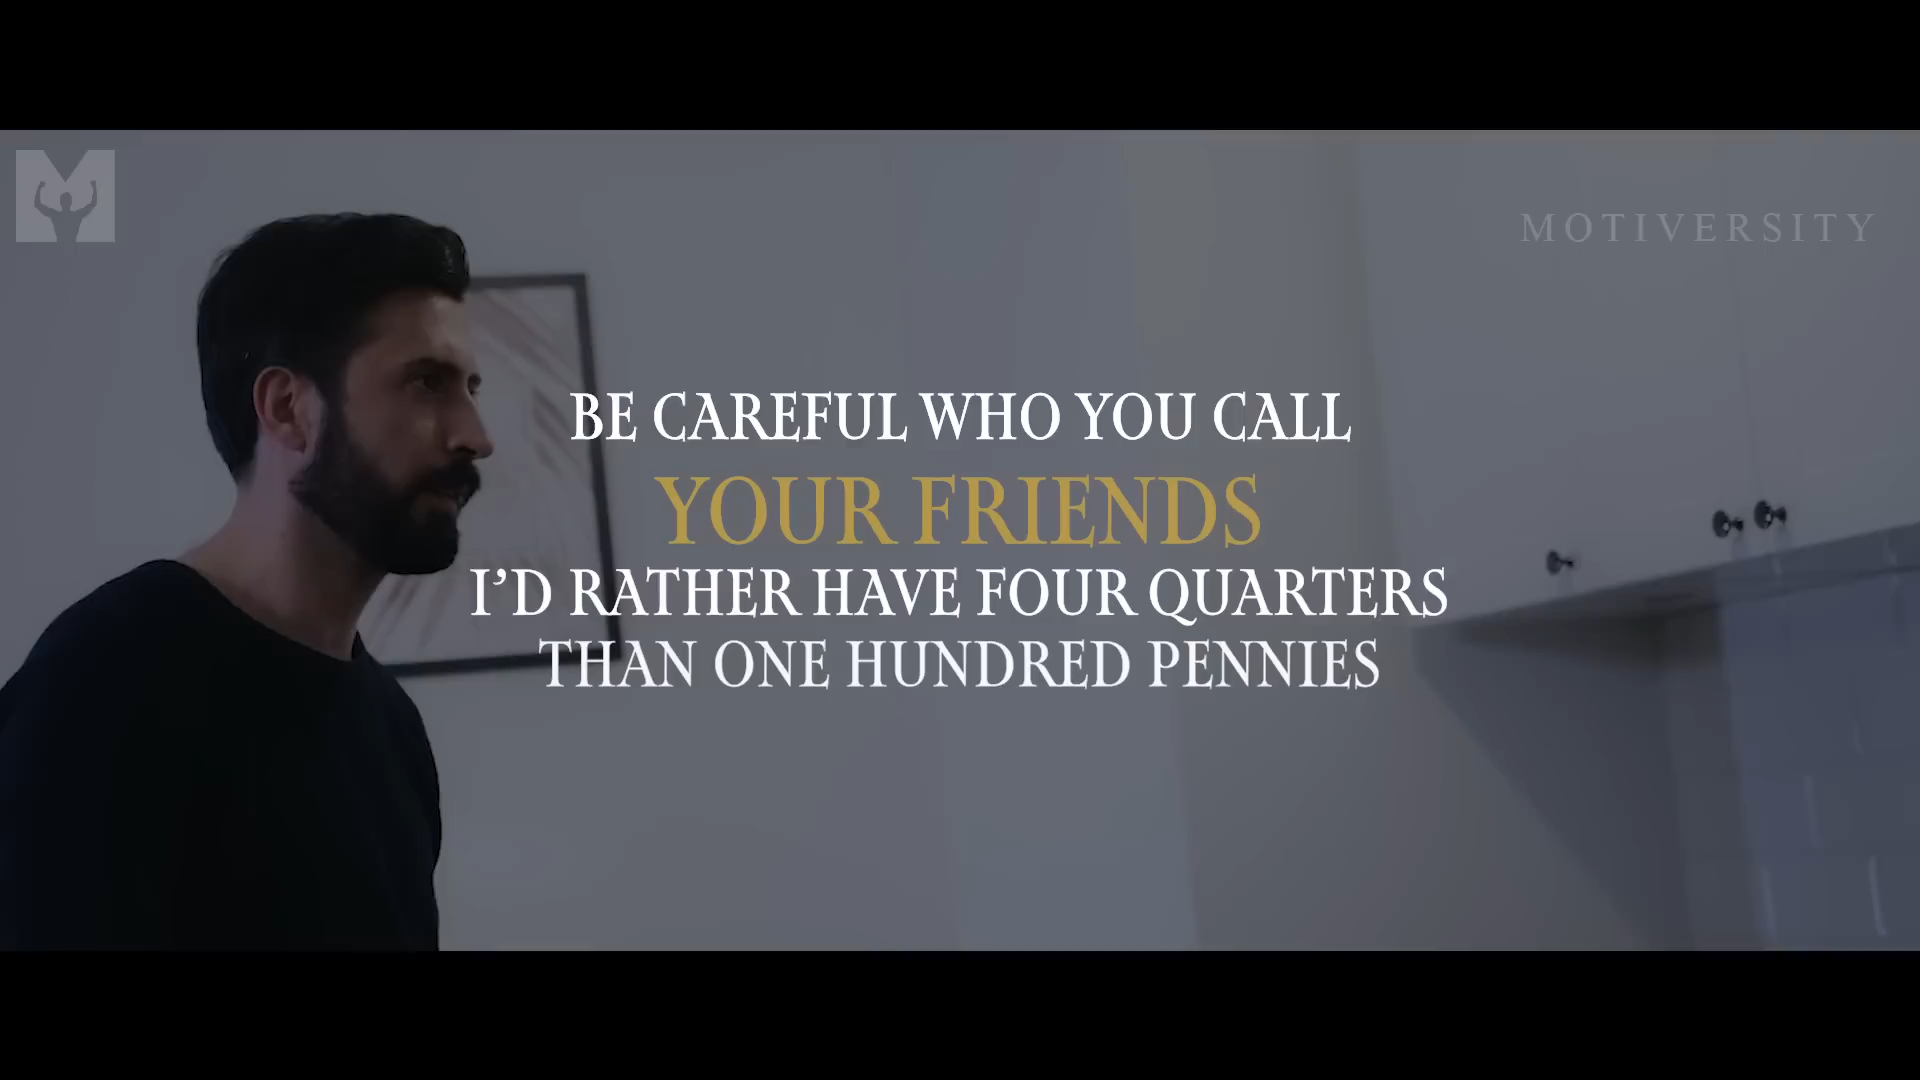 MOTIVERSITY
BE CAREFUL WHO YOU CALL
YOUR FRIENDS
I’D RATHER HAVE FOUR QUARTERS
THAN ONE HUNDRED PENNIES